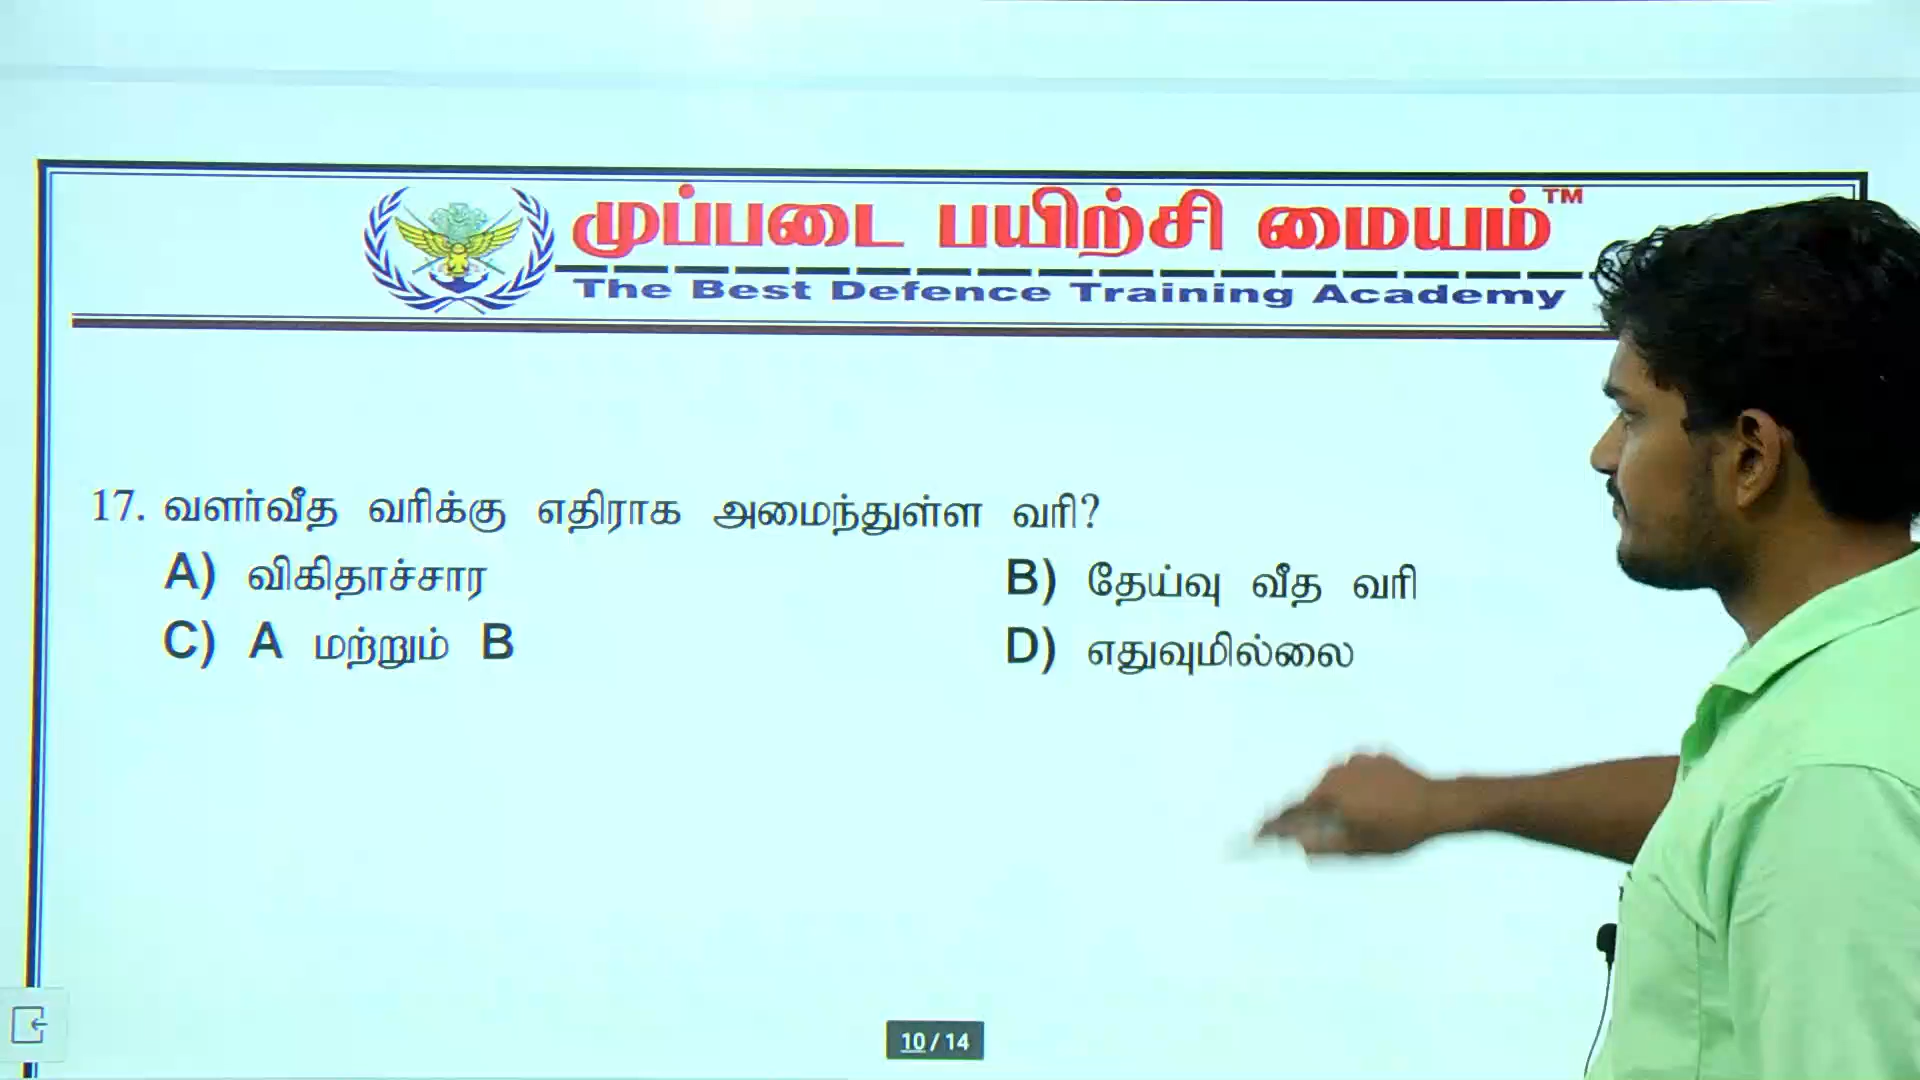 முப்படை பயிற்சி மையம்™
The Best Defence Training Academy
17. வளர்வீத வரிக்கு எதிராக அமைந்துள்ள வரி?
A) விகிதாச்சார
B) தேய்வு வீத வரி
C) A மற்றும் B
D) எதுவுமில்லை
10 / 14